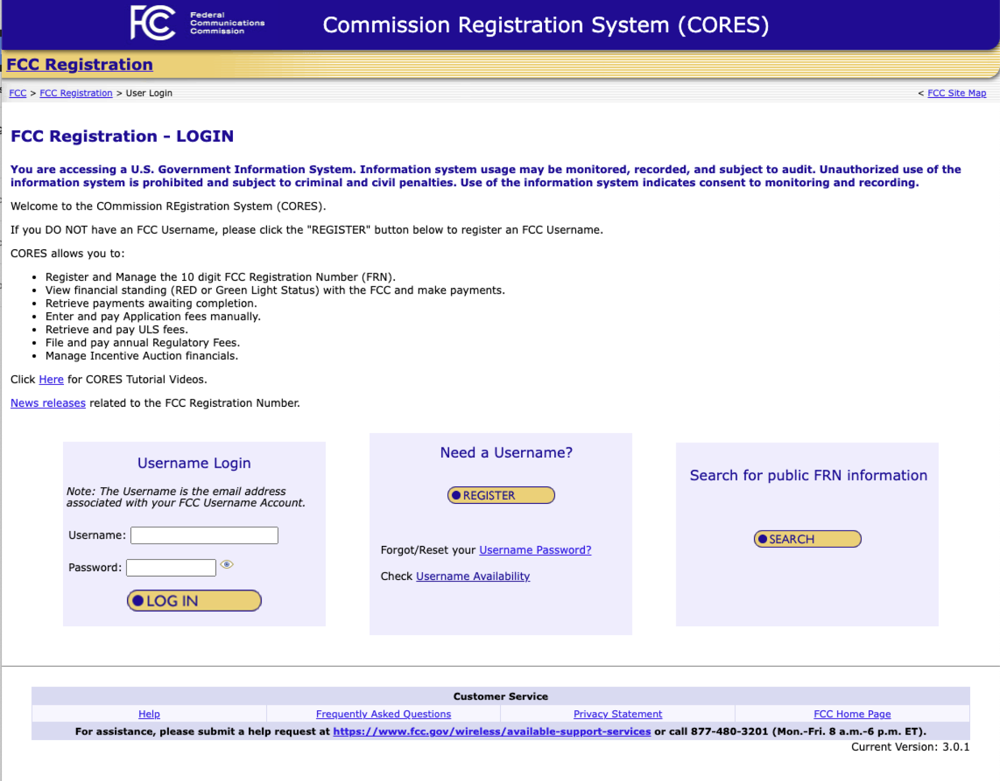 FCC
Federal
Communications
Commission
Commission Registration System (CORES)
FCC Registration
FCC > FCC Registration > User Login
< FCC Site Map
FCC Registration - LOGIN
You are accessing a U.S. Government Information System. Information system usage may be monitored, recorded, and subject to audit. Unauthorized use of the
information system is prohibited and subject to criminal and civil penalties. Use of the information system indicates consent to monitoring and recording.
Welcome to the COmmission REgistration System (CORES).
If you DO NOT have an FCC Username, please click the "REGISTER" button below to register an FCC Username.
CORES allows you to:
• Register and Manage the 10 digit FCC Registration Number (FRN).
• View financial standing (RED or Green Light Status) with the FCC and make payments.
• Retrieve payments awaiting completion.
• Enter and pay Application fees manually.
• Retrieve and pay ULS fees.
• File and pay annual Regulatory Fees.
• Manage Incentive Auction financials.
Click Here for CORES Tutorial Videos.
News releases related to the FCC Registration Number.
Username Login
Note: The Username is the email address
associated with your FCC Username Account.
Username:
Password:
LOG IN
Need a Username?
REGISTER
Forgot/Reset your Username Password?
Check Username Availability
Search for public FRN information
SEARCH
Customer Service
Help
Frequently Asked Questions
Privacy Statement
FCC Home Page
For assistance, please submit a help request at https://www.fcc.gov/wireless/available-support-services or call 877-480-3201 (Mon.-Fri. 8 a.m.-6 p.m. ET).
Current Version: 3.0.1